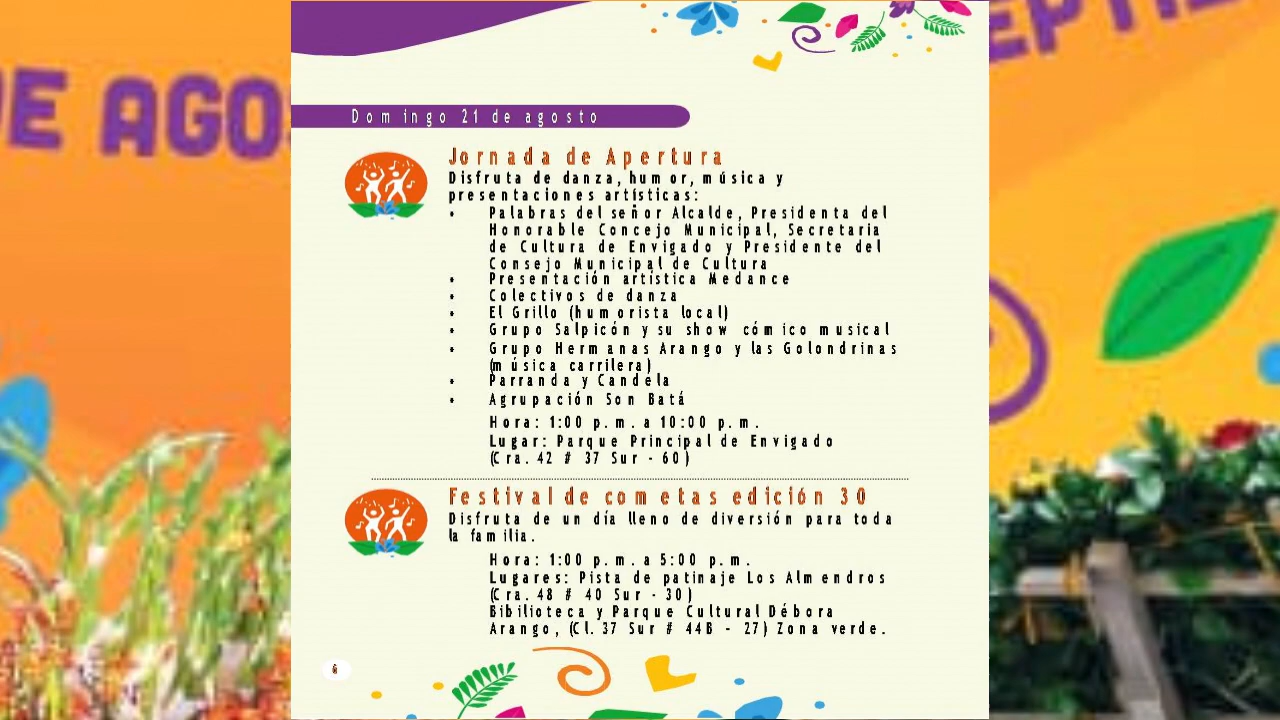 DE AGOS
EPTIE
Domingo 21 de agosto
Jornada de Apertura
Disfruta de danza, humor, música y
presentaciones artísticas:
• Palabras del señor Alcalde, Presidenta del
Honorable Concejo Municipal, Secretaria
de Cultura de Envigado y Presidente del
Consejo Municipal de Cultura
• Presentación artística Medance
• Colectivos de danza
• El Grillo (humorista local)
• Grupo Salpicón y su show cómico musical
• Grupo Hermanas Arango y las Golondrinas
(música carrilera)
• Parranda y Candela
• Agrupación Son Batá
Hora: 1:00 p.m. a 10:00 p.m.
Lugar: Parque Principal de Envigado
(Cra. 42 # 37 Sur - 60)
Festival de cometas edición 30
Disfruta de un día lleno de diversión para toda
la familia.
Hora: 1:00 p.m. a 5:00 p.m.
Lugares: Pista de patinaje Los Almendros
(Cra. 48 # 40 Sur - 30)
Bibilioteca y Parque Cultural Débora
Arango, (Cl. 37 Sur # 44B - 27) Zona verde.
6